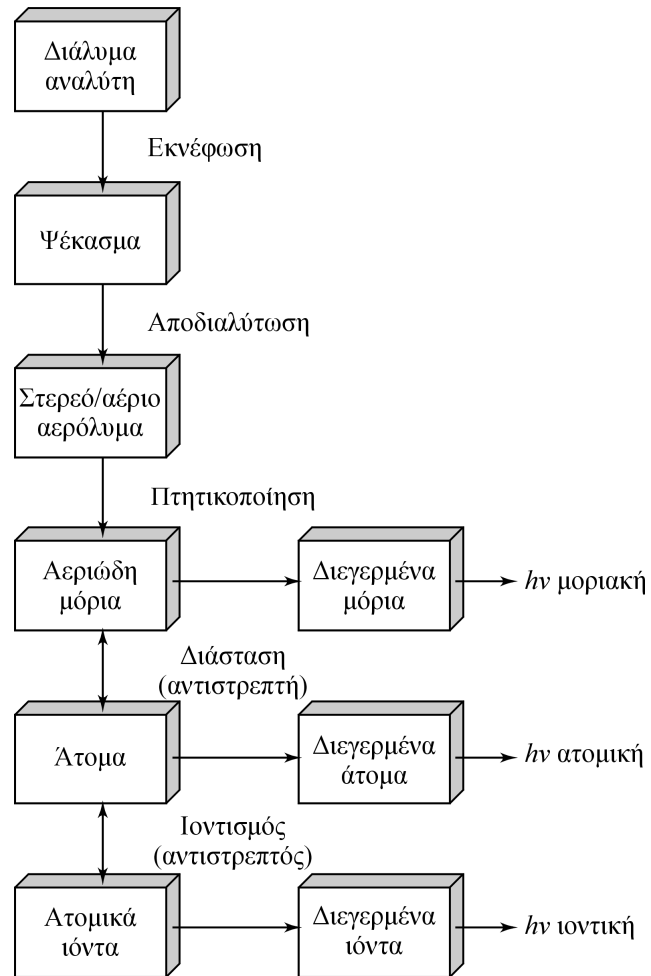 Διάλυμα
αναλύτη
Εκνέφωση
Ψέκασμα
Αποδιαλύτωση
Στερεό/αέριο
αερόλυμα
Πτητικοποίηση
Αεριώδη
μόρια
Διεγερμένα
μόρια
hν μοριακή
Διάσταση
(αντιστρεπτή)
Άτομα
Διεγερμένα
άτομα
hν ατομική
Ιοντισμός
(αντιστρεπτός)
Ατομικά
ιόντα
Διεγερμένα
ιόντα
hν ιοντική